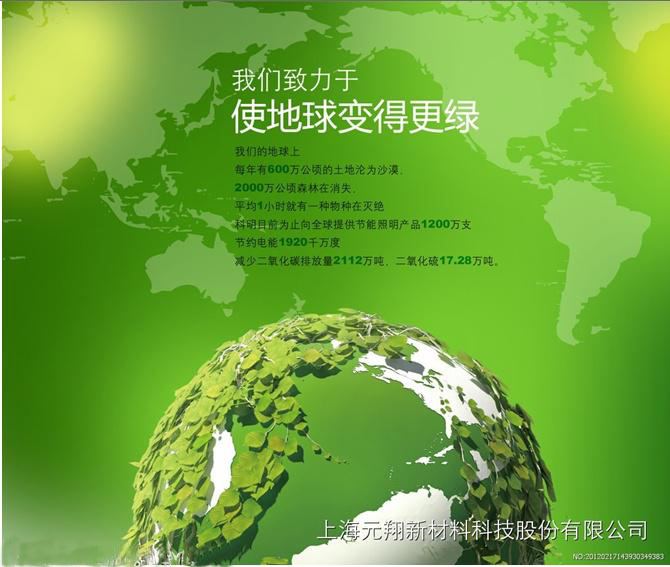 我们致力于
使地球变得更绿
我们的地球上
每年有600万公顷的土地沦为沙漠,
2000万公顷森林在消失,
平均1小时就有一种物种在灭绝
科明目前为止向全球提供节能照明产品1200万支
节约电能1920千万度
减少二氧化碳排放量2112万吨、二氧化硫17.28万吨。
上海元翔新材料科技股份有限公司
NO:20120217143930349383